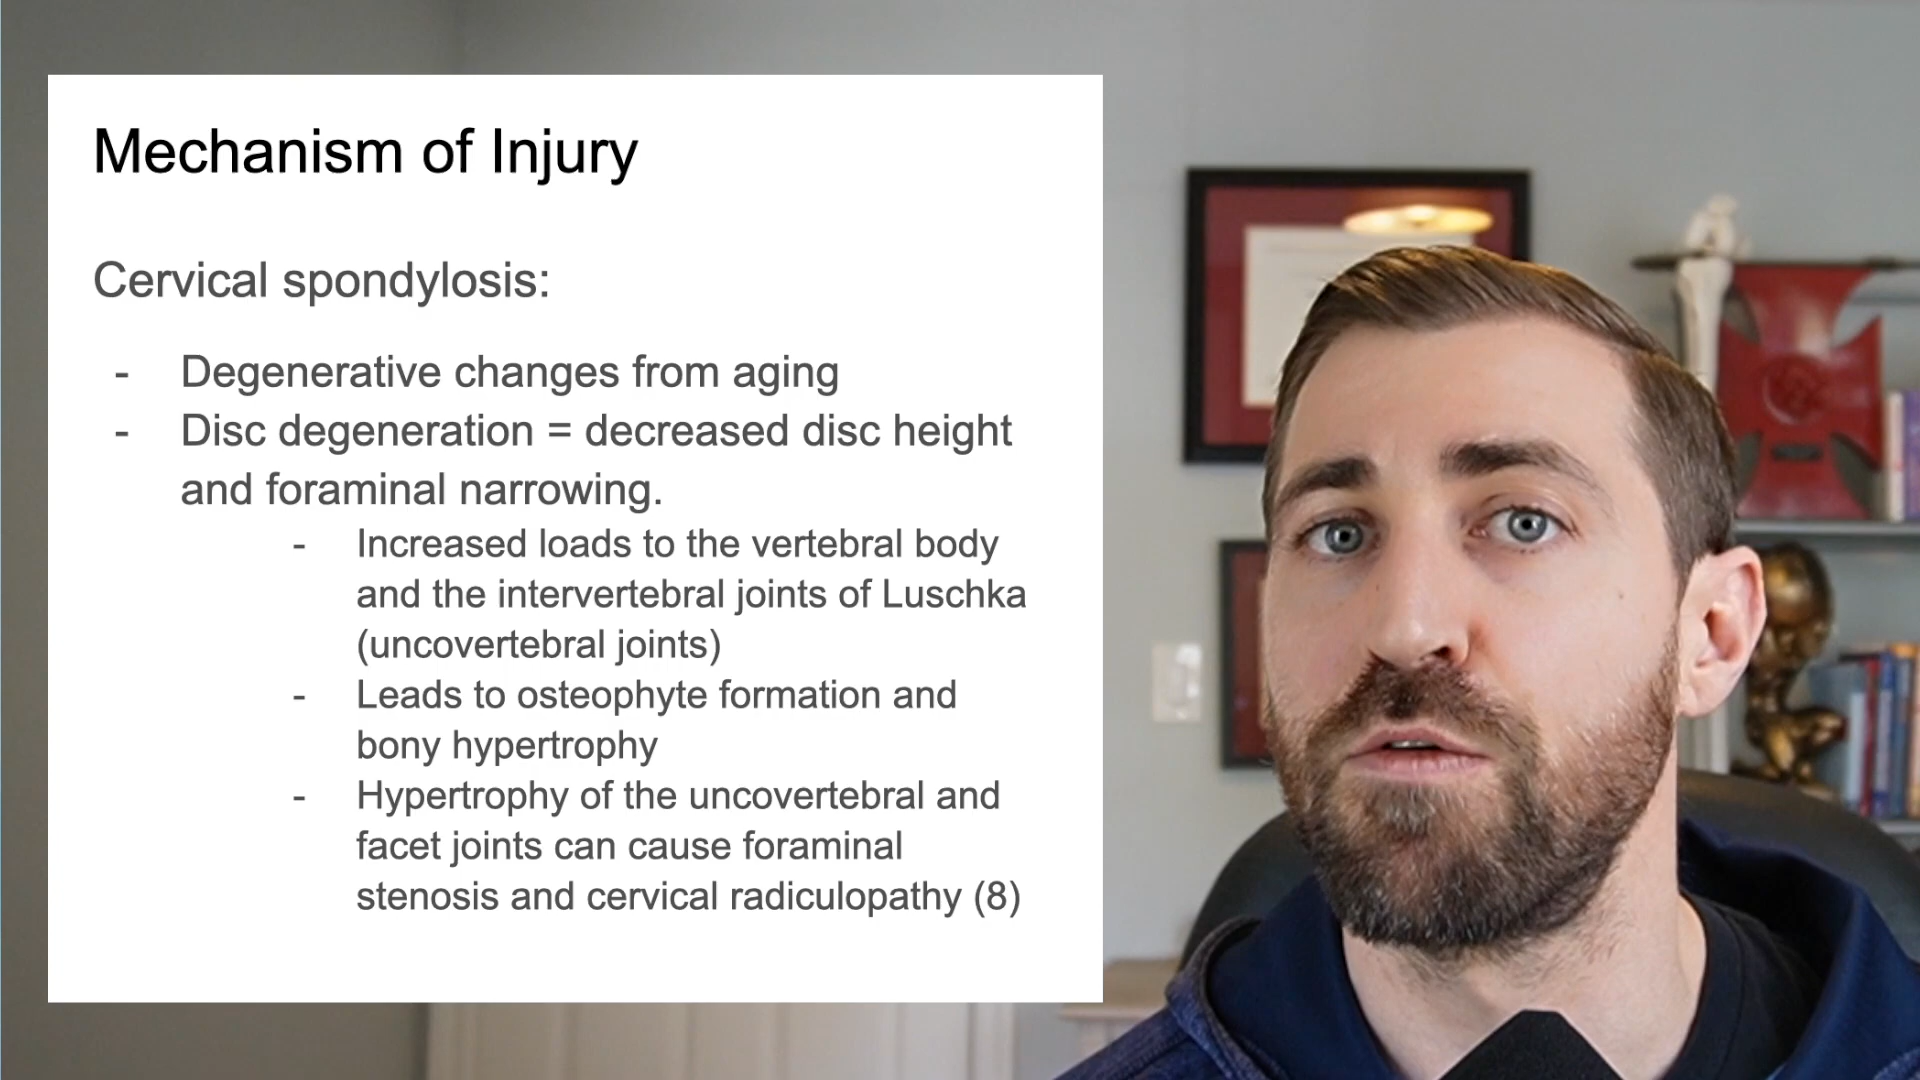 Mechanism of Injury
Cervical spondylosis:
- Degenerative changes from aging
- Disc degeneration = decreased disc height
and foraminal narrowing.
- Increased loads to the vertebral body
and the intervertebral joints of Luschka
(uncovertebral joints)
- Leads to osteophyte formation and
bony hypertrophy
- Hypertrophy of the uncovertebral and
facet joints can cause foraminal
stenosis and cervical radiculopathy (8)